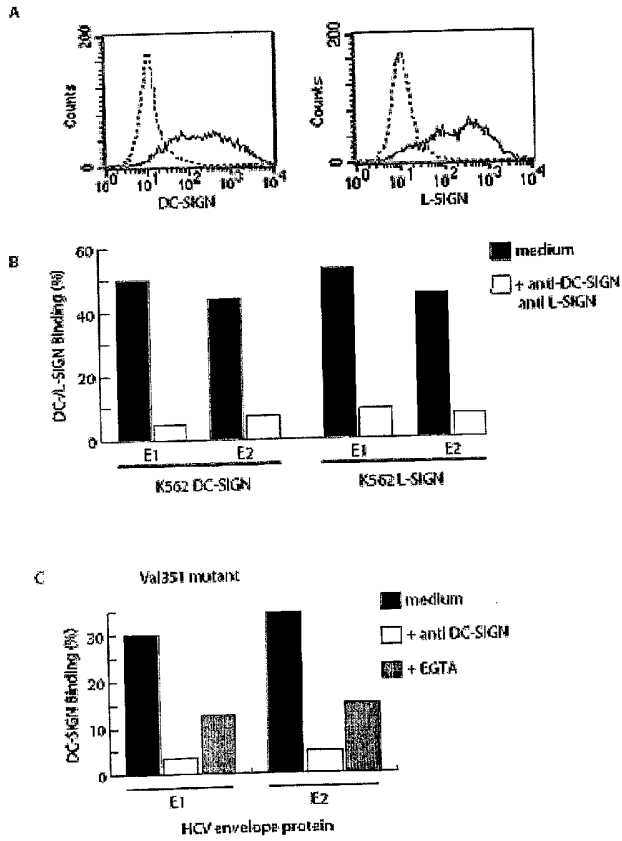 A
200
Counts
0
10^0 10^1 10^2 10^3 10^4
DC-SIGN
200
Counts
0
10^0 10^1 10^2 10^3 10^4
L-SIGN
B
60
40
20
0
DC-/L-SIGN Binding (%)
medium
+ anti-DC-SIGN
anti L-SIGN
E1 E2 E1 E2
K562 DC-SIGN K562 L-SIGN
C Val351 mutant
30
20
10
0
DC-SIGN Binding (%)
medium
+ anti DC-SIGN
+ EGTA
E1 E2
HCV envelope protein